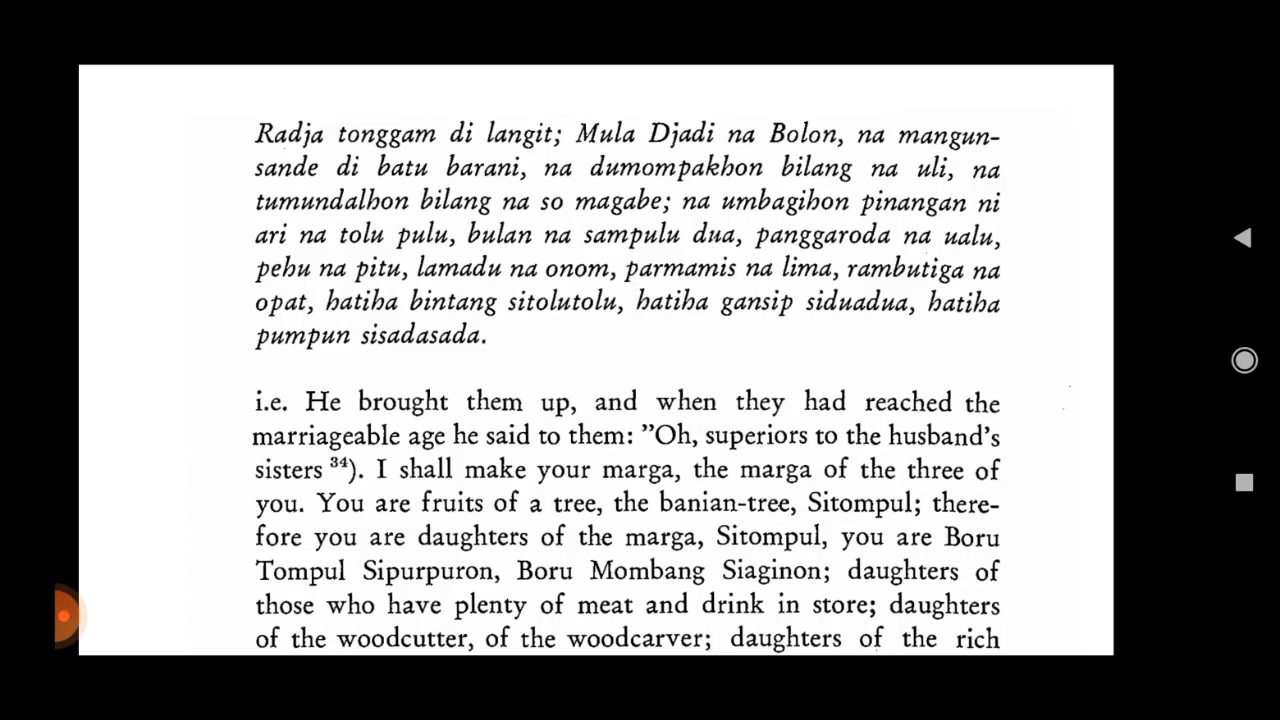 Radja tonggam di langit; Mula Djadi na Bolon, na mangun-
sande di batu barani, na dumompakhon bilang na uli, na
tumundalhon bilang na so magabe; na umbagihon pinangan ni
ari na tolu pulu, bulan na sampulu dua, panggaroda na ualu,
pehu na pitu, lamadu na onom, parmamis na lima, rambutiga na
opat, hatiha bintang sitolutolu, hatiha gansip siduadua, hatiha
pumpun sisadasada.
i.e. He brought them up, and when they had reached the
marriageable age he said to them: ”Oh, superiors to the husband's
sisters ³⁴). I shall make your marga, the marga of the three of
you. You are fruits of a tree, the banian-tree, Sitompul; there-
fore you are daughters of the marga, Sitompul, you are Boru
Tompul Sipurpuron, Boru Mombang Siaginon; daughters of
those who have plenty of meat and drink in store; daughters
of the woodcutter, of the woodcarver; daughters of the rich